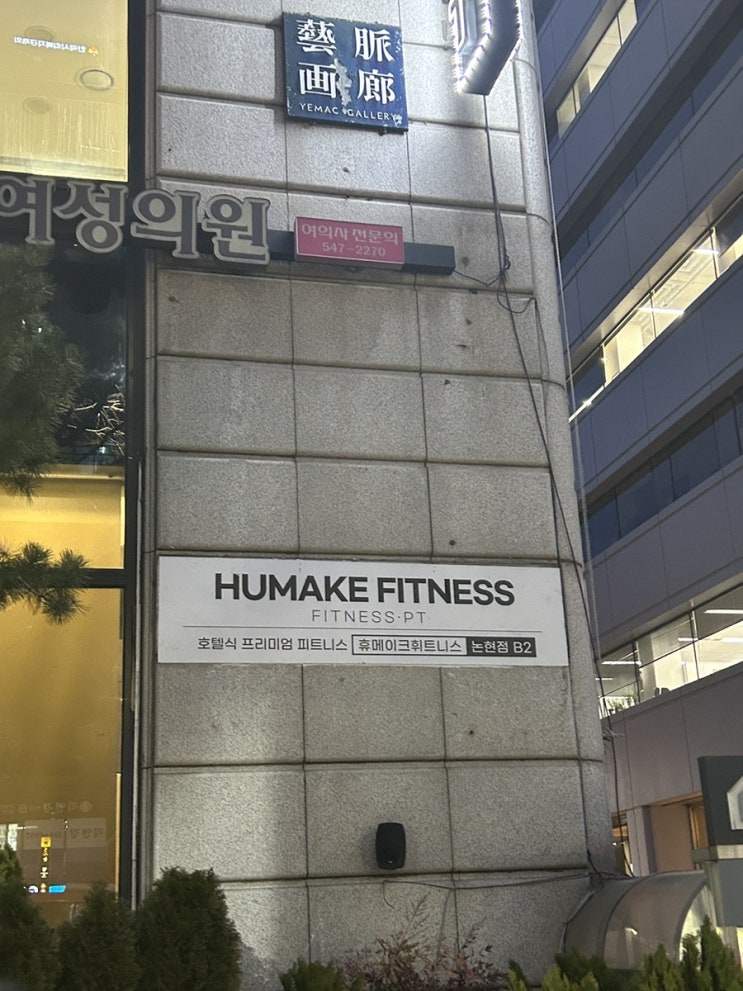 藝脈
画廊
YEMAC GALLERY
여성의원
여의사 전문의
547-2270
HUMAKE FITNESS
FITNESS·PT
호텔식 프리미엄 피트니스 휴메이크휘트니스 논현점 B2